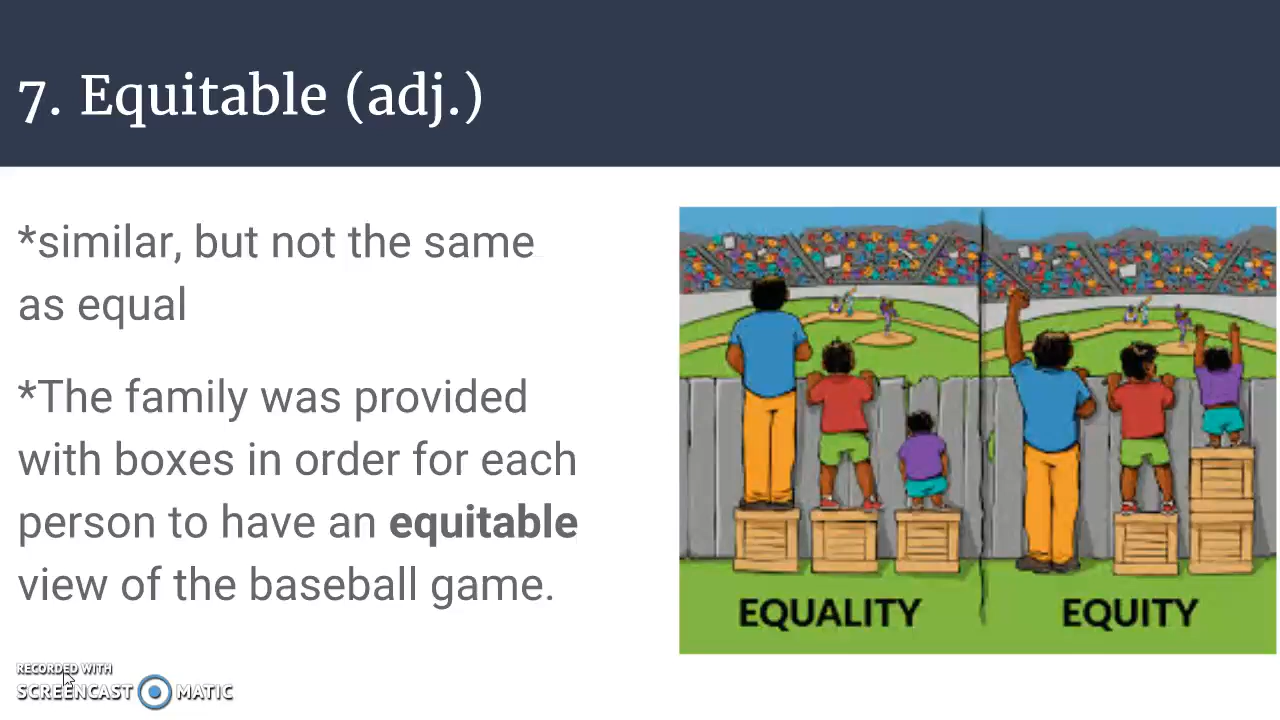 7. Equitable (adj.)
*similar, but not the same
as equal
*The family was provided
with boxes in order for each
person to have an equitable
view of the baseball game.
EQUALITY
EQUITY
RECORDED WITH
SCREENCAST MATIC